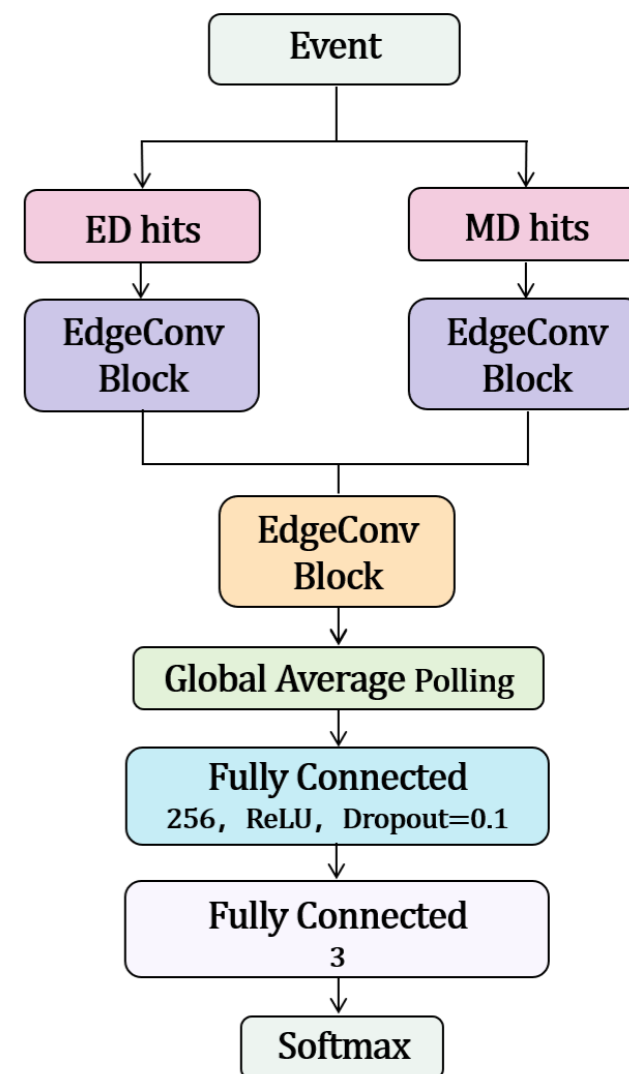 Event
ED hits
MD hits
EdgeConv
Block
EdgeConv
Block
EdgeConv
Block
Global Average Polling
Fully Connected
256, ReLU, Dropout=0.1
Fully Connected
3
Softmax